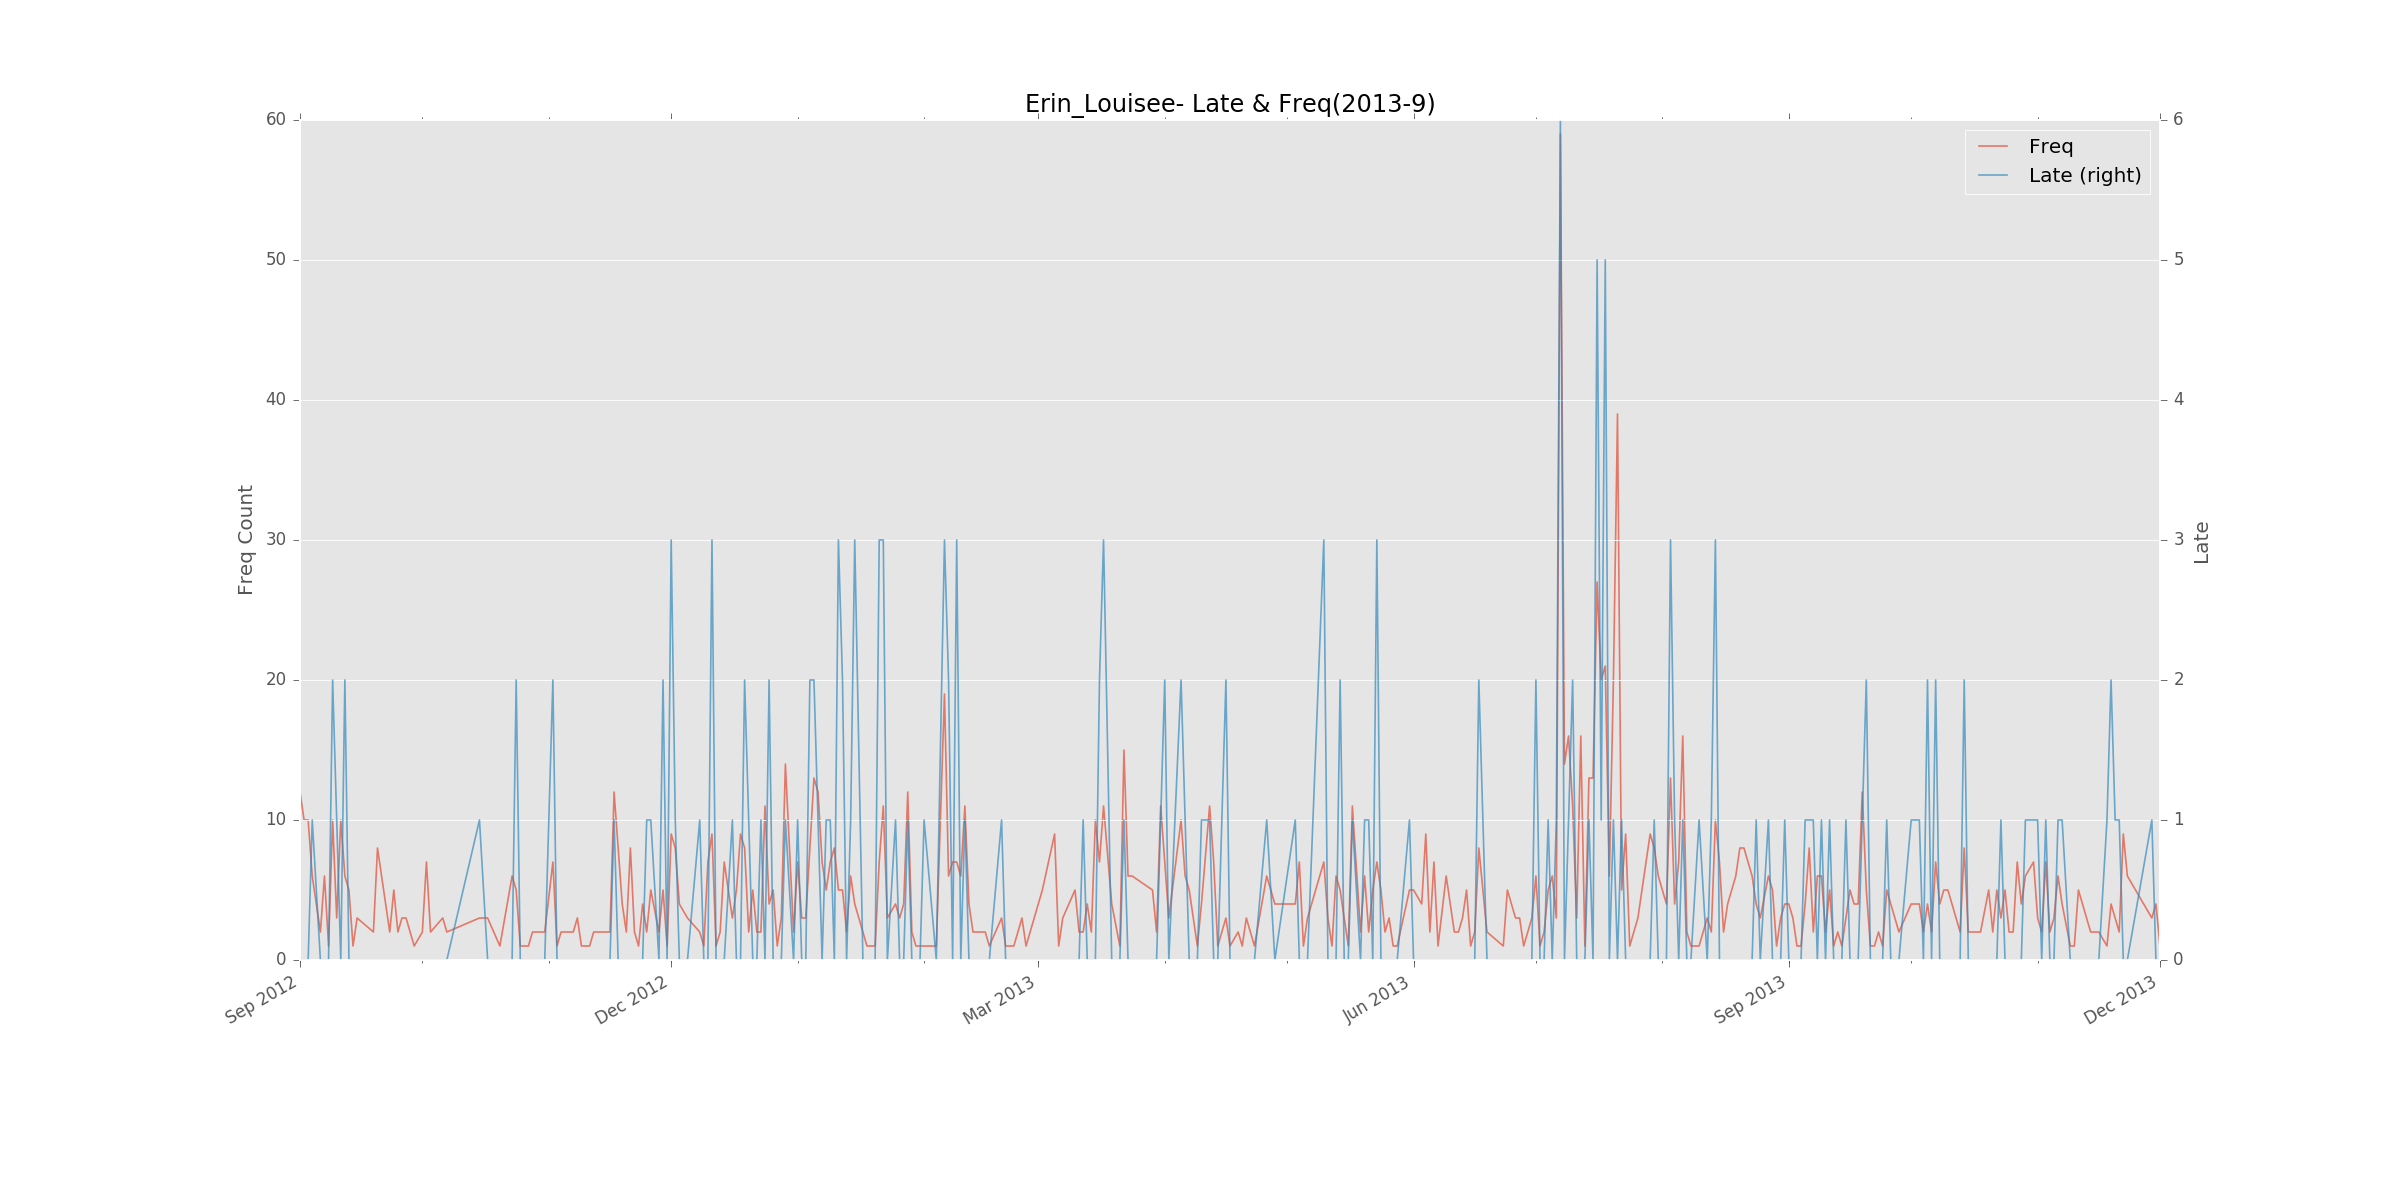 Erin_Louisee- Late & Freq(2013-9)
60
50
40
30
20
10
0
Freq Count
6
5
4
3
2
1
0
Late
Freq
Late (right)
Sep 2012
Dec 2012
Mar 2013
Jun 2013
Sep 2013
Dec 2013